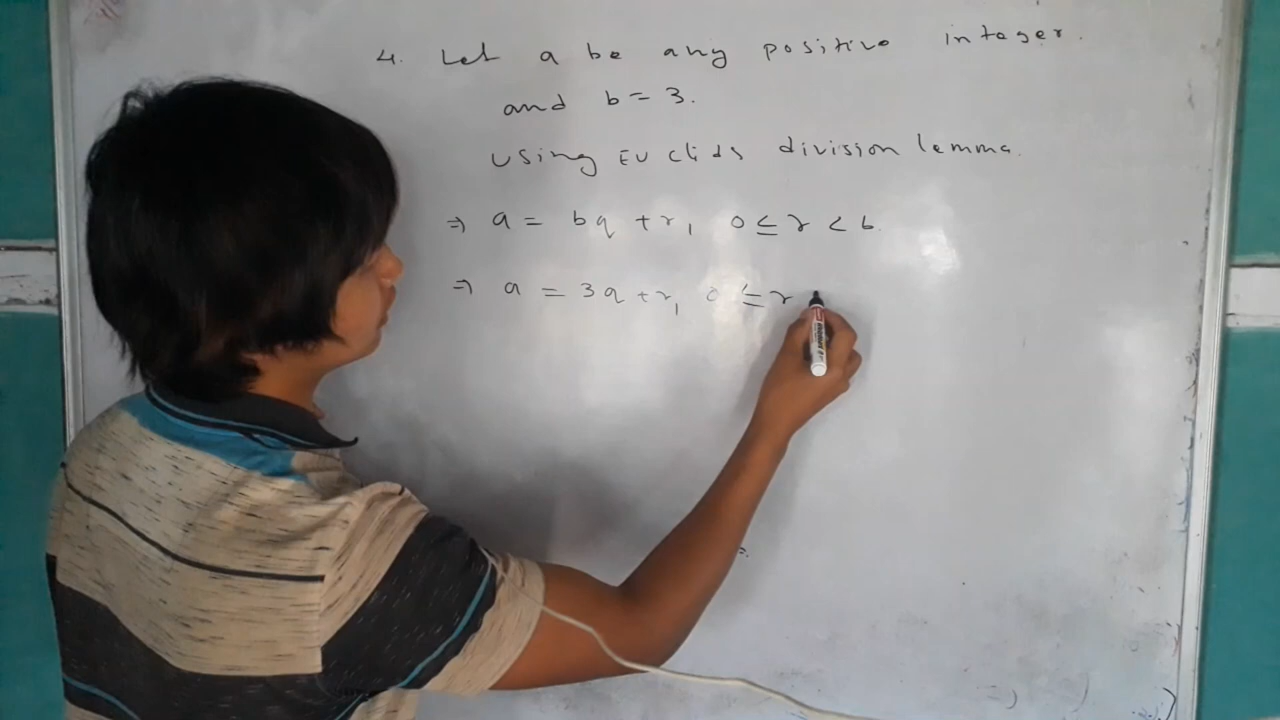 4. Let a be any positive integer.
and b = 3.
Using Euclids division lemma.
⇒ a = bq + r, 0 ≤ r < b.
⇒ a = 3q + r, 0 ≤ r